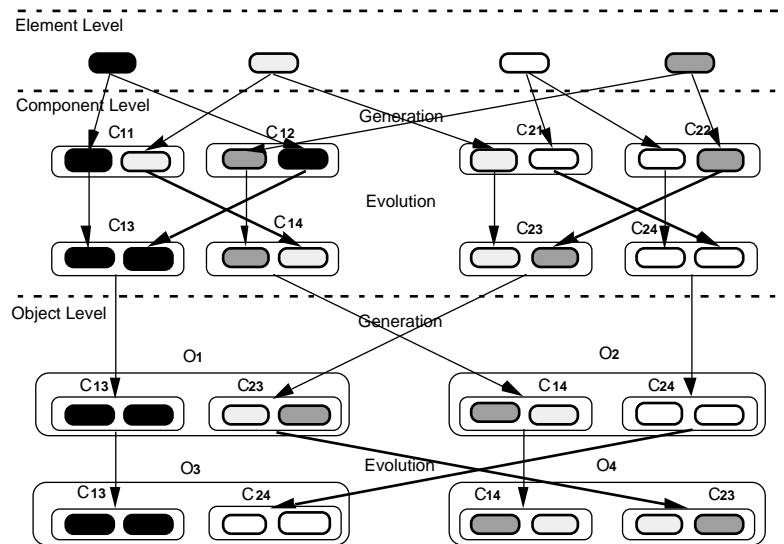 Element Level
Component Level
Generation
C11 C12 C21 C22
Evolution
C13 C14 C23 C24
Object Level
Generation
O1 O2
C13 C23 C14 C24
Evolution
O3 O4
C13 C24 C14 C23